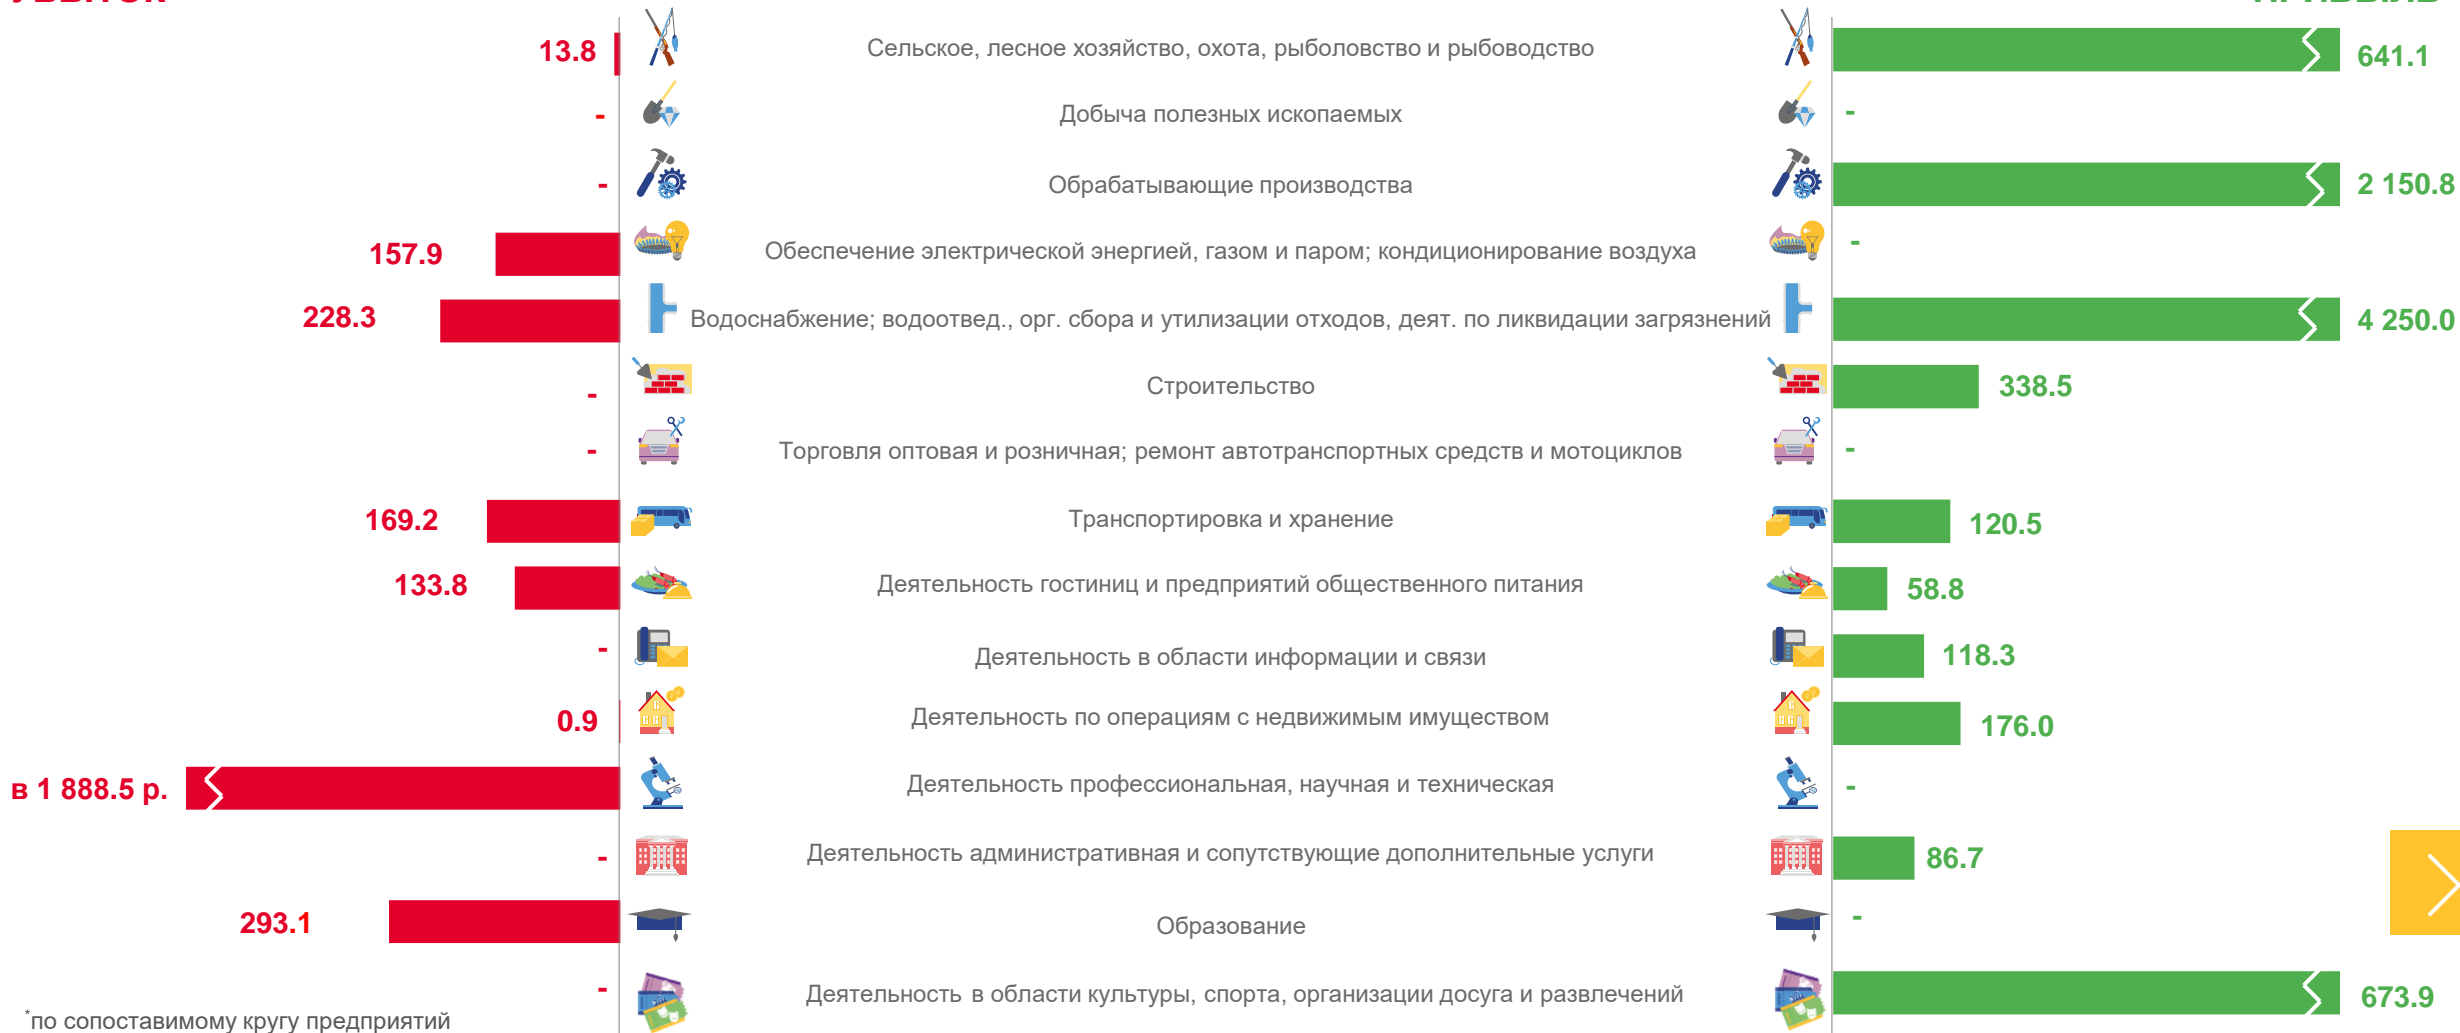 13.8 Сельское, лесное хозяйство, охота, рыболовство и рыбоводство 641.1
- Добыча полезных ископаемых -
- Обрабатывающие производства 2 150.8
157.9 Обеспечение электрической энергией, газом и паром; кондиционирование воздуха -
228.3 Водоснабжение; водоотвед., орг. сбора и утилизации отходов, деят. по ликвидации загрязнений 4 250.0
- Строительство 338.5
- Торговля оптовая и розничная; ремонт автотранспортных средств и мотоциклов -
169.2 Транспортировка и хранение 120.5
133.8 Деятельность гостиниц и предприятий общественного питания 58.8
- Деятельность в области информации и связи 118.3
0.9 Деятельность по операциям с недвижимым имуществом 176.0
в 1 888.5 р. Деятельность профессиональная, научная и техническая -
- Деятельность административная и сопутствующие дополнительные услуги 86.7
293.1 Образование -
- Деятельность в области культуры, спорта, организации досуга и развлечений 673.9
*по сопоставимому кругу предприятий